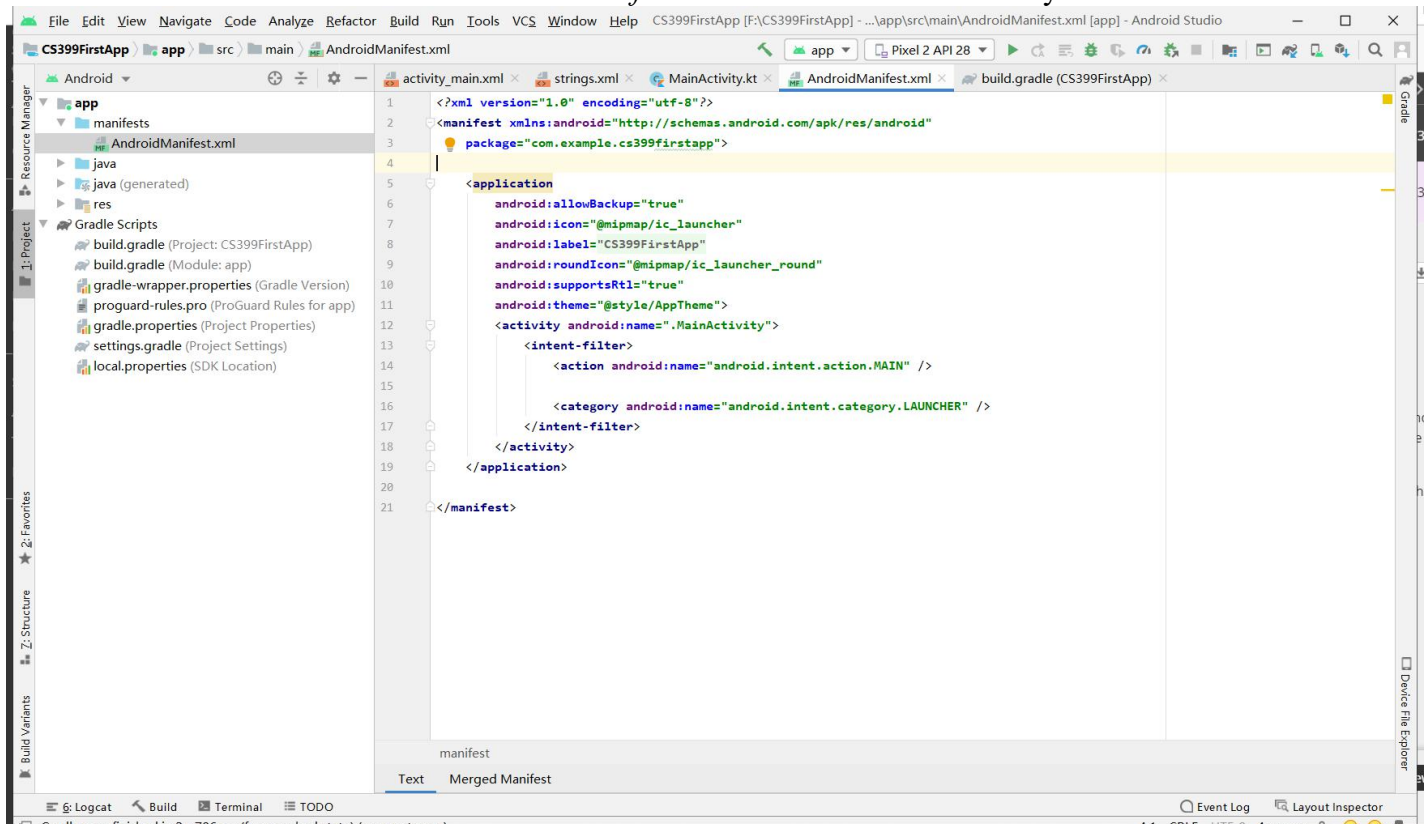 File Edit View Navigate Code Analyze Refactor Build Run Tools VCS Window Help CS399FirstApp [F:\CS399FirstApp] - ...\app\src\main\AndroidManifest.xml [app] - Android Studio
CS399FirstApp app src main AndroidManifest.xml app Pixel 2 API 28
Android
activity_main.xml strings.xml MainActivity.kt AndroidManifest.xml build.gradle (CS399FirstApp)
app
manifests
AndroidManifest.xml
java
java (generated)
res
Gradle Scripts
build.gradle (Project: CS399FirstApp)
build.gradle (Module: app)
gradle-wrapper.properties (Gradle Version)
proguard-rules.pro (ProGuard Rules for app)
gradle.properties (Project Properties)
settings.gradle (Project Settings)
local.properties (SDK Location)
1 <?xml version="1.0" encoding="utf-8"?>
2 <manifest xmlns:android="http://schemas.android.com/apk/res/android"
3 package="com.example.cs399firstapp">
4
5 <application
6 android:allowBackup="true"
7 android:icon="@mipmap/ic_launcher"
8 android:label="CS399FirstApp"
9 android:roundIcon="@mipmap/ic_launcher_round"
10 android:supportsRtl="true"
11 android:theme="@style/AppTheme">
12 <activity android:name=".MainActivity">
13 <intent-filter>
14 <action android:name="android.intent.action.MAIN" />
15
16 <category android:name="android.intent.category.LAUNCHER" />
17 </intent-filter>
18 </activity>
19 </application>
20
21 </manifest>
manifest
Text Merged Manifest
Resource Manager
1: Project
2: Favorites
Z: Structure
Build Variants
Gradle
Device File Explorer
6: Logcat Build Terminal TODO Event Log Layout Inspector